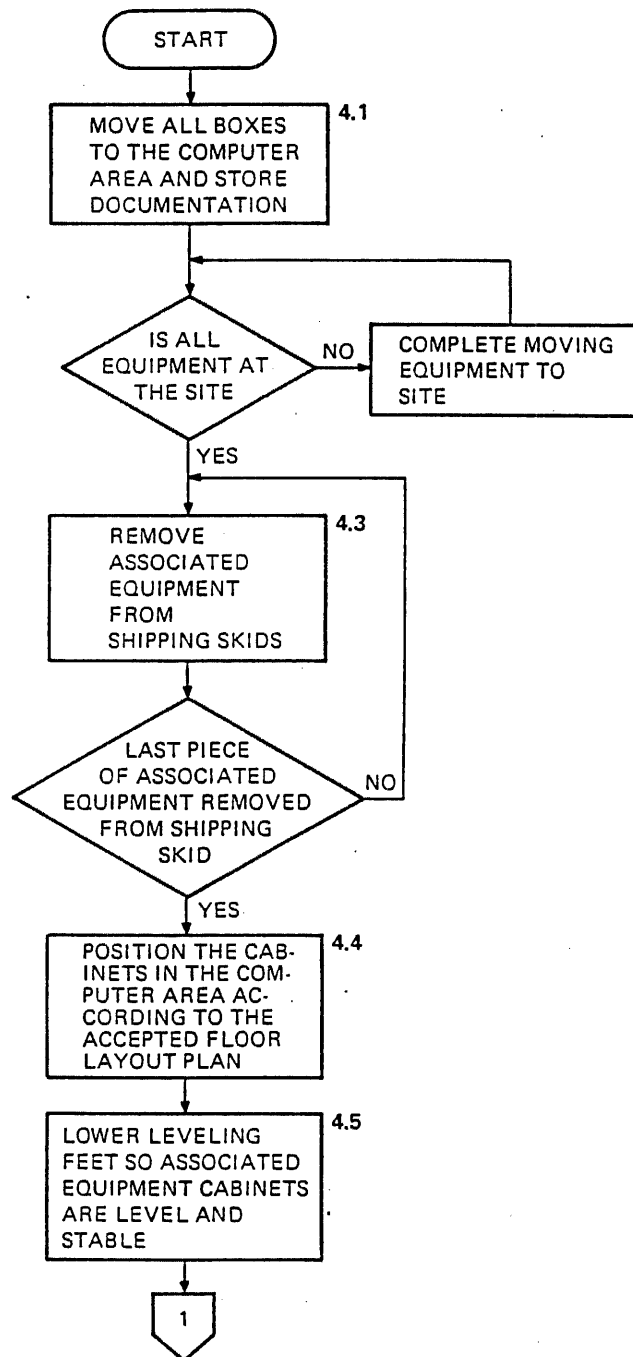 START
4.1
MOVE ALL BOXES
TO THE COMPUTER
AREA AND STORE
DOCUMENTATION
IS ALL
EQUIPMENT AT
THE SITE
NO
COMPLETE MOVING
EQUIPMENT TO
SITE
YES
4.3
REMOVE
ASSOCIATED
EQUIPMENT
FROM
SHIPPING SKIDS
LAST PIECE
OF ASSOCIATED
EQUIPMENT REMOVED
FROM SHIPPING
SKID
NO
YES
4.4
POSITION THE CAB-
INETS IN THE COM-
PUTER AREA AC-
CORDING TO THE
ACCEPTED FLOOR
LAYOUT PLAN
4.5
LOWER LEVELING
FEET SO ASSOCIATED
EQUIPMENT CABINETS
ARE LEVEL AND
STABLE
1